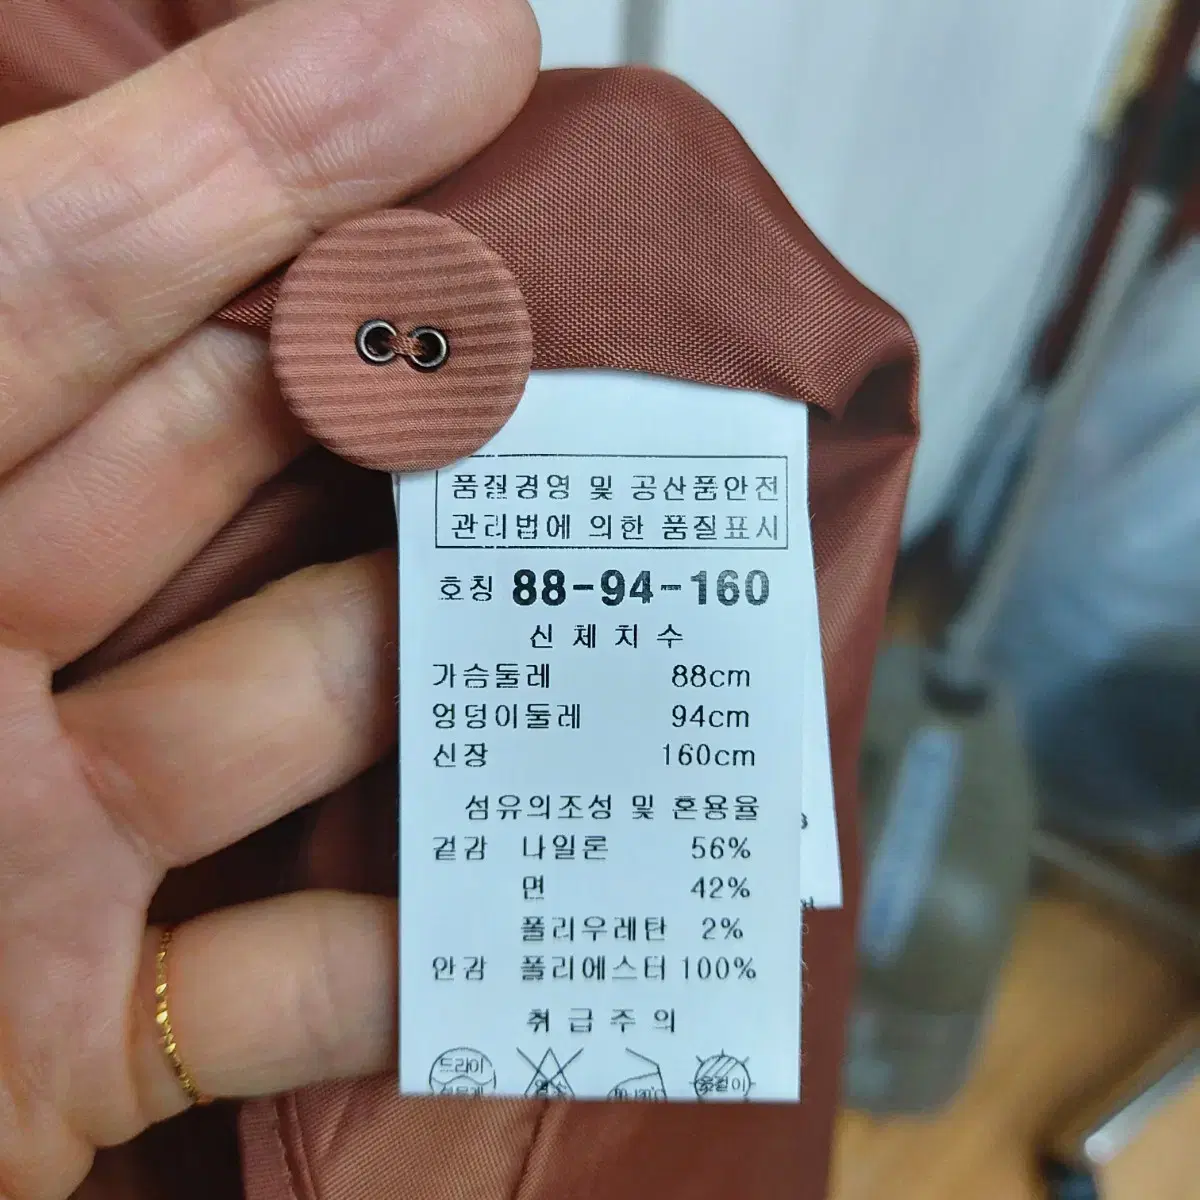 품질경영 및 공산품안전
관리법에 의한 품질표시
호칭 88-94-160
신체치수
가슴둘레 88cm
엉덩이둘레 94cm
신장 160cm
섬유의조성 및 혼용율
겉감 나일론 56%
면 42%
폴리우레탄 2%
안감 폴리에스터 100%
취급주의
드라이